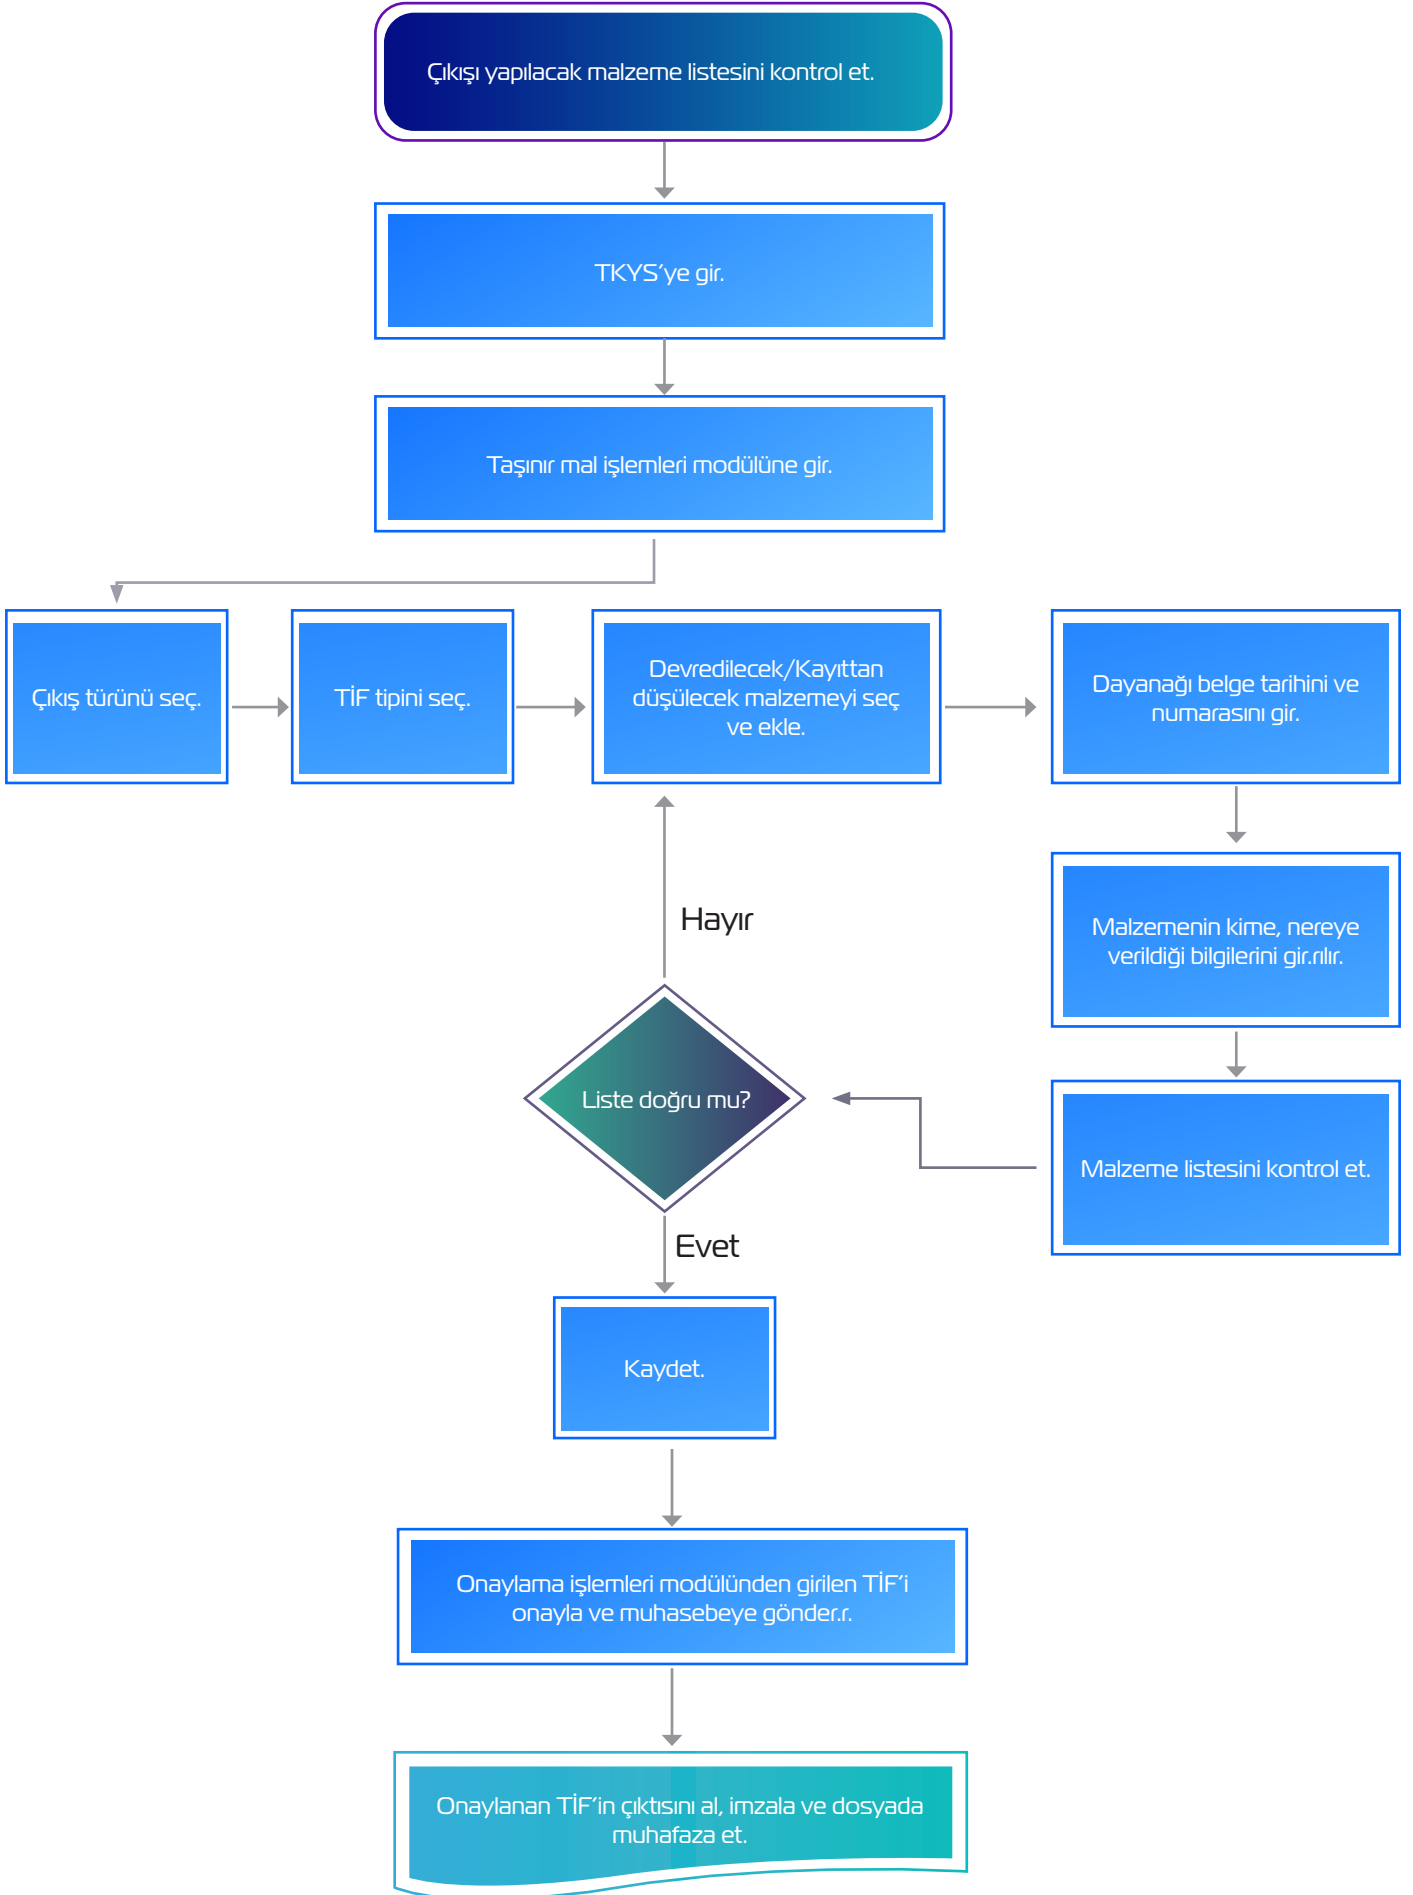 Çıkışı yapılacak malzeme listesini kontrol et.
TKYS'ye gir.
Taşınır mal işlemleri modülüne gir.
Çıkış türünü seç.
TİF tipini seç.
Devredilecek/Kayıttan
düşülecek malzemeyi seç
ve ekle.
Dayanağı belge tarihini ve
numarasını gir.
Malzemenin kime, nereye
verildiği bilgilerini gir.rılır.
Hayır
Liste doğru mu?
Malzeme listesini kontrol et.
Evet
Kaydet.
Onaylama işlemleri modülünden girilen TİF'i
onayla ve muhasebeye gönder.r.
Onaylanan TİF'in çıktısını al, imzala ve dosyada
muhafaza et.